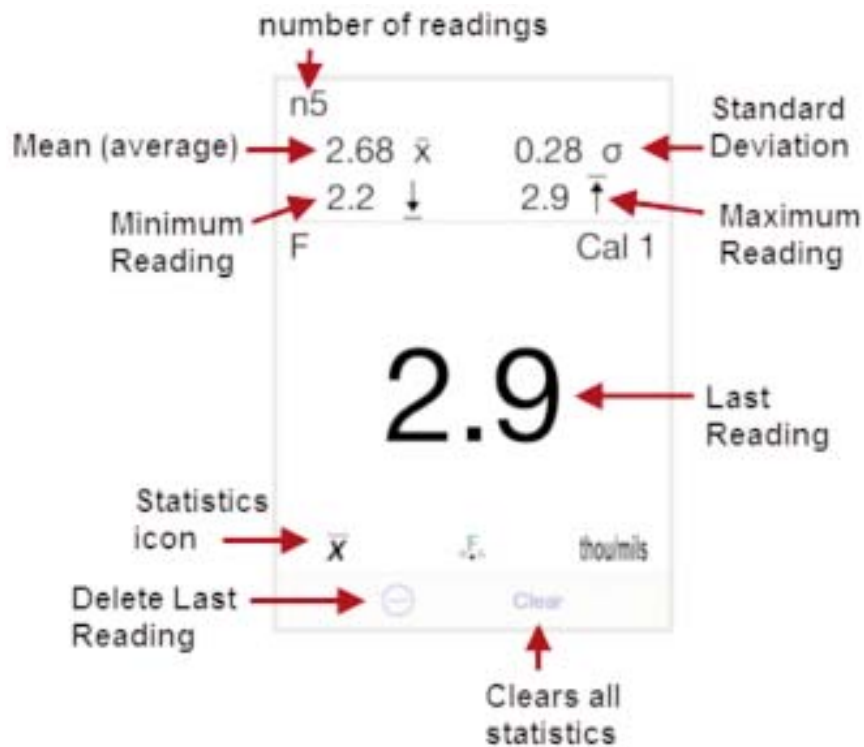 number of readings
n5
Mean (average)
2.68 x̄
0.28 σ
Standard
Deviation
Minimum
Reading
2.2
2.9
Maximum
Reading
F
Cal 1
2.9
Last
Reading
Statistics
icon
x̄
F
thou/mils
Delete Last
Reading
Clear
Clears all
statistics